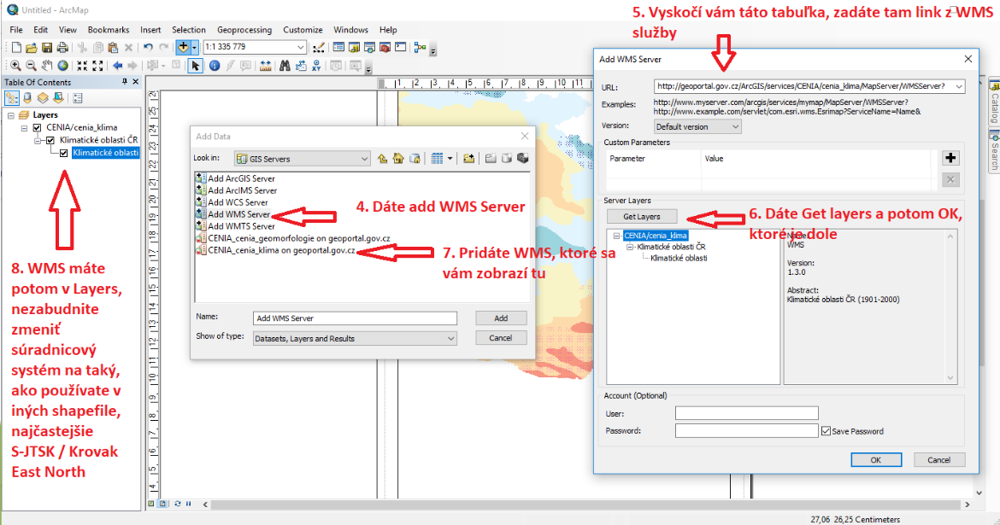 Untitled - ArcMap
File Edit View Bookmarks Insert Selection Geoprocessing Customize Windows Help
1:1 335 779
Table Of Contents
Layers
CENIA/cenia_klima
Klimatické oblasti ČR
Klimatické oblasti
8. WMS máte
potom v Layers,
nezabudnite
zmeniť
súradnicový
systém na taký,
ako používate v
iných shapefile,
najčastejšie
S-JTSK / Krovak
East North
Add Data
Look in: GIS Servers
Add ArcGIS Server
Add ArcIMS Server
Add WCS Server
Add WMS Server
Add WMTS Server
CENIA_cenia_geomorfologie on geoportal.gov.cz
CENIA_cenia_klima on geoportal.gov.cz
Name: Add WMS Server Add
Show of type: Datasets, Layers and Results Cancel
4. Dáte add WMS Server
7. Pridáte WMS, ktoré sa
vám zobrazí tu
5. Vyskočí vám táto tabuľka, zadáte tam link z WMS
služby
Add WMS Server
URL: http://geoportal.gov.cz/ArcGIS/services/CENIA/cenia_klima/MapServer/WMSServer?
Examples: http://www.myserver.com/arcgis/services/mymap/MapServer/WMSServer?
http://www.example.com/servlet/com.esri.wms.Esrimap?ServiceName=Name&
Version: Default version
Custom Parameters
Parameter Value
Server Layers
Get Layers
6. Dáte Get layers a potom OK,
ktoré je dole
CENIA/cenia_klima
Klimatické oblasti ČR
Klimatické oblasti
Name:
WMS
Version:
1.3.0
Abstract:
Klimatické oblasti ČR (1901-2000)
Account (Optional)
User:
Password:
Save Password
OK Cancel
Catalog
Search
27,06 26,25 Centimeters